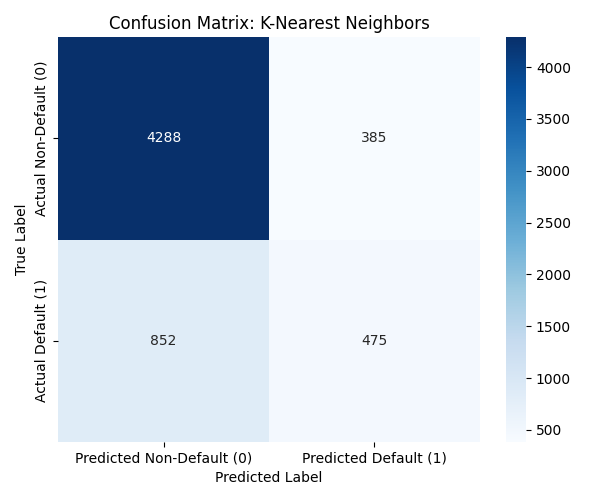 Confusion Matrix: K-Nearest Neighbors
True Label
Actual Non-Default (0)
4288
385
Actual Default (1)
852
475
Predicted Non-Default (0)
Predicted Default (1)
Predicted Label
4000
3500
3000
2500
2000
1500
1000
500